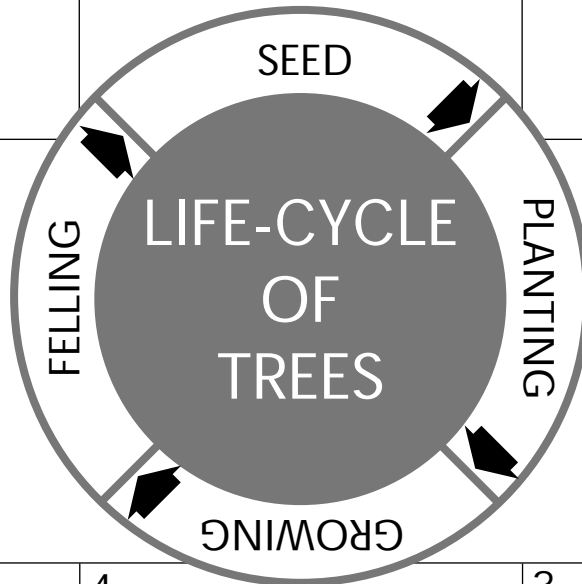 SEED
PLANTING
GROWING
FELLING
LIFE-CYCLE
OF
TREES